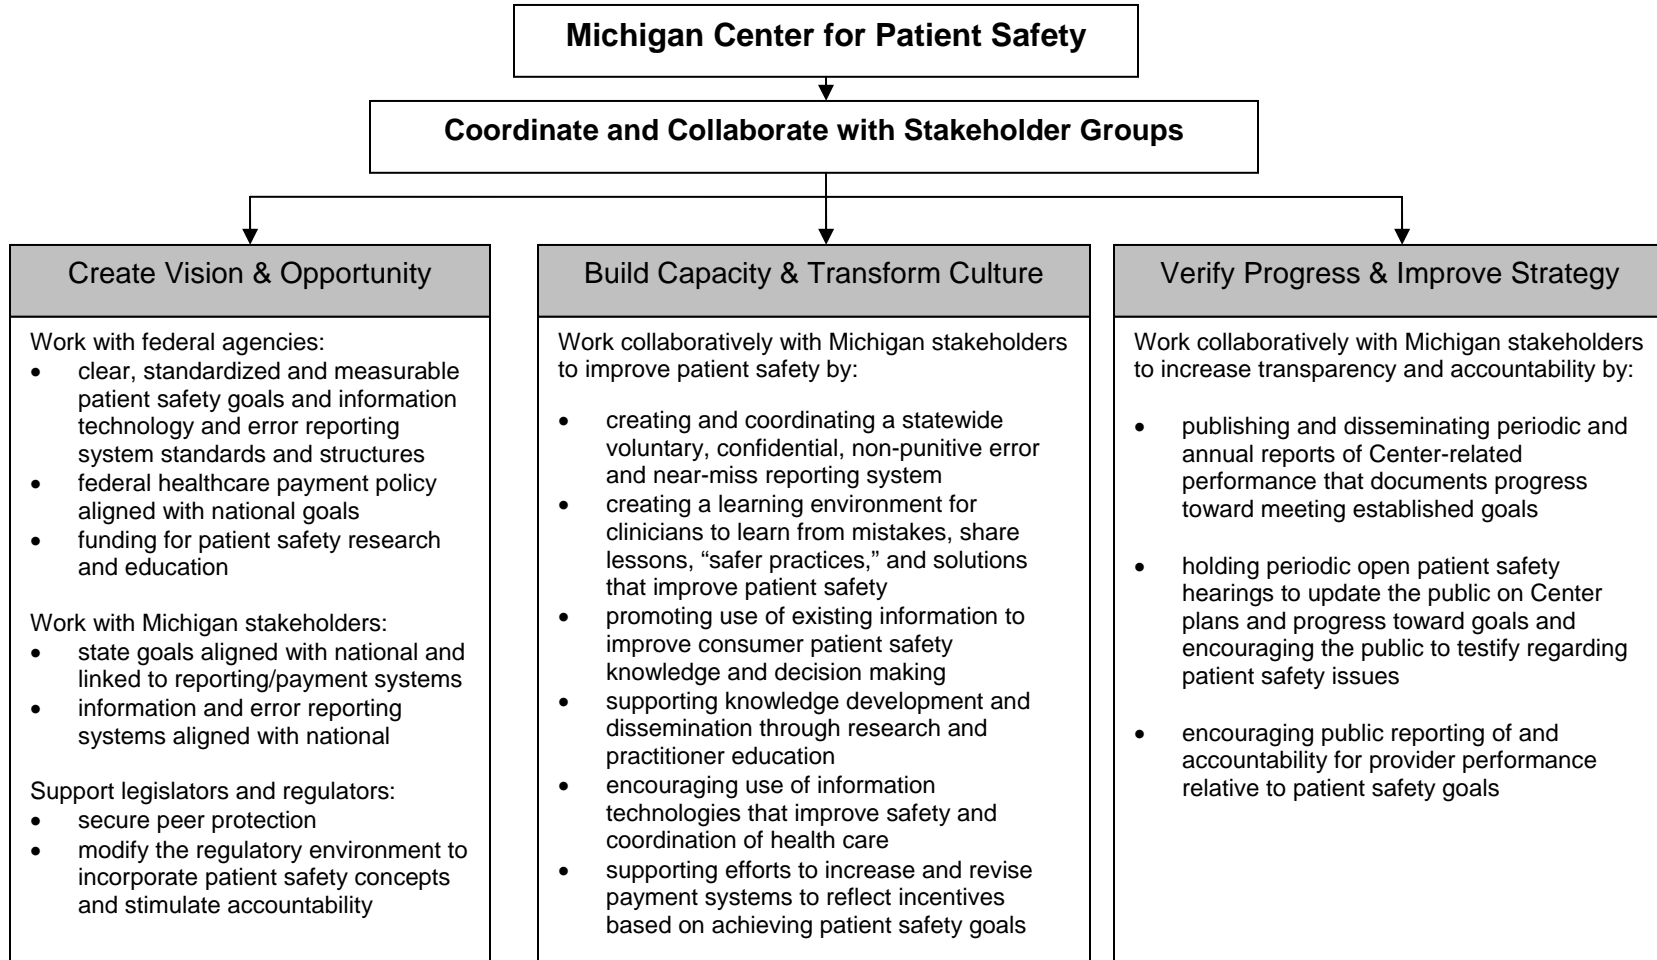 Michigan Center for Patient Safety
Coordinate and Collaborate with Stakeholder Groups
Create Vision & Opportunity
Work with federal agencies:
• clear, standardized and measurable
patient safety goals and information
technology and error reporting
system standards and structures
• federal healthcare payment policy
aligned with national goals
• funding for patient safety research
and education
Work with Michigan stakeholders:
• state goals aligned with national and
linked to reporting/payment systems
• information and error reporting
systems aligned with national
Support legislators and regulators:
• secure peer protection
• modify the regulatory environment to
incorporate patient safety concepts
and stimulate accountability
Build Capacity & Transform Culture
Work collaboratively with Michigan stakeholders
to improve patient safety by:
• creating and coordinating a statewide
voluntary, confidential, non-punitive error
and near-miss reporting system
• creating a learning environment for
clinicians to learn from mistakes, share
lessons, “safer practices,” and solutions
that improve patient safety
• promoting use of existing information to
improve consumer patient safety
knowledge and decision making
• supporting knowledge development and
dissemination through research and
practitioner education
• encouraging use of information
technologies that improve safety and
coordination of health care
• supporting efforts to increase and revise
payment systems to reflect incentives
based on achieving patient safety goals
Verify Progress & Improve Strategy
Work collaboratively with Michigan stakeholders
to increase transparency and accountability by:
• publishing and disseminating periodic and
annual reports of Center-related
performance that documents progress
toward meeting established goals
• holding periodic open patient safety
hearings to update the public on Center
plans and progress toward goals and
encouraging the public to testify regarding
patient safety issues
• encouraging public reporting of and
accountability for provider performance
relative to patient safety goals